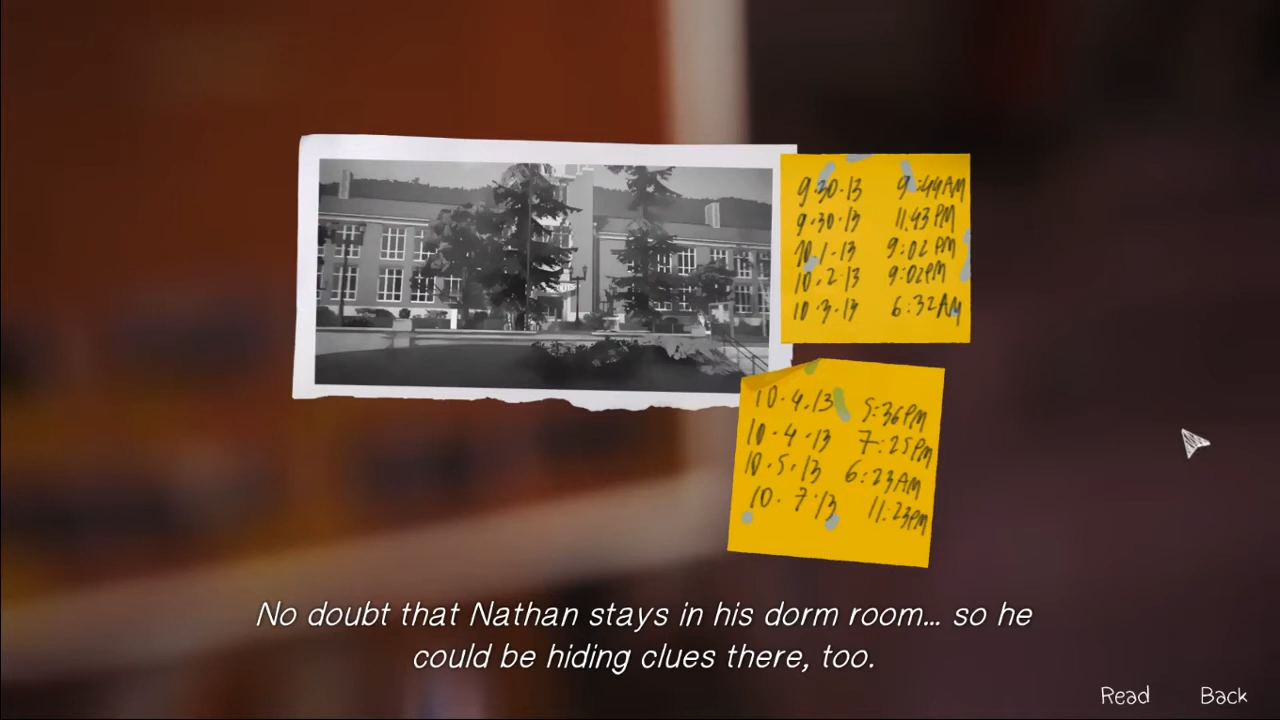 9.30.13 9:44AM
9.30.13 11.43PM
10.1.13 9:02PM
10.2.13 9:02PM
10.3.13 6:32AM
10.4.13 5:36PM
10.4.13 7:25PM
10.5.13 6:23AM
10.7.13 11:23PM
No doubt that Nathan stays in his dorm room... so he
could be hiding clues there, too.
Read Back